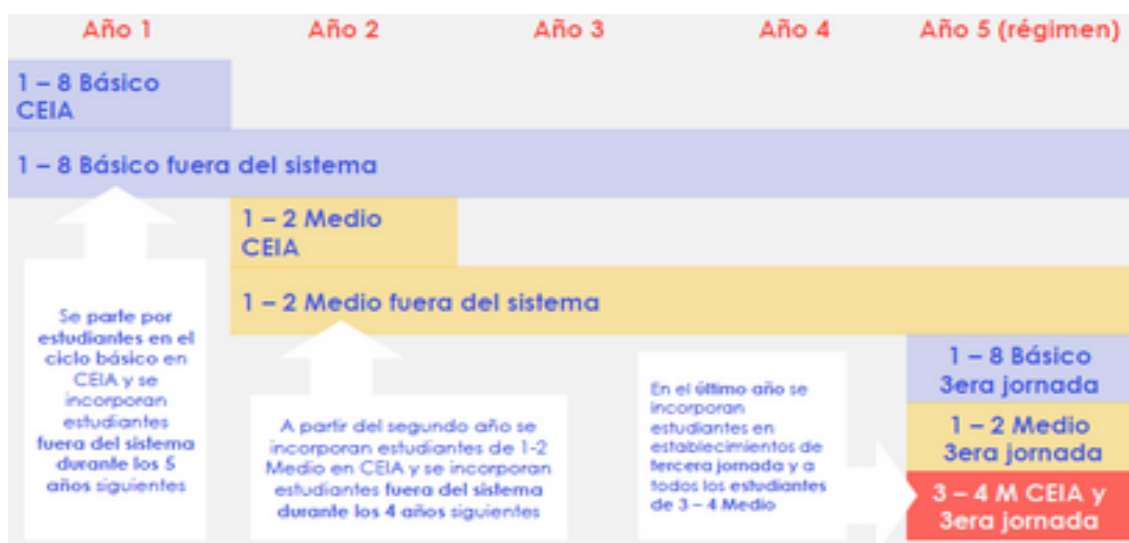 Año 1
Año 2
Año 3
Año 4
Año 5 (régimen)
1 – 8 Básico
CEIA
1 – 8 Básico fuera del sistema
1 – 2 Medio
CEIA
1 – 2 Medio fuera del sistema
Se parte por
estudiantes en el
ciclo básico en
CEIA y se
incorporan
estudiantes
fuera del sistema
durante los 5
años siguientes
A partir del segundo año se
incorporan estudiantes de 1-2
Medio en CEIA y se incorporan
estudiantes fuera del sistema
durante los 4 años siguientes
En el último año se
incorporan
estudiantes en
establecimientos de
tercera jornada y a
todos los estudiantes
de 3 – 4 Medio
1 – 8 Básico
3era jornada
1 – 2 Medio
3era jornada
3 – 4 M CEIA y
3era jornada